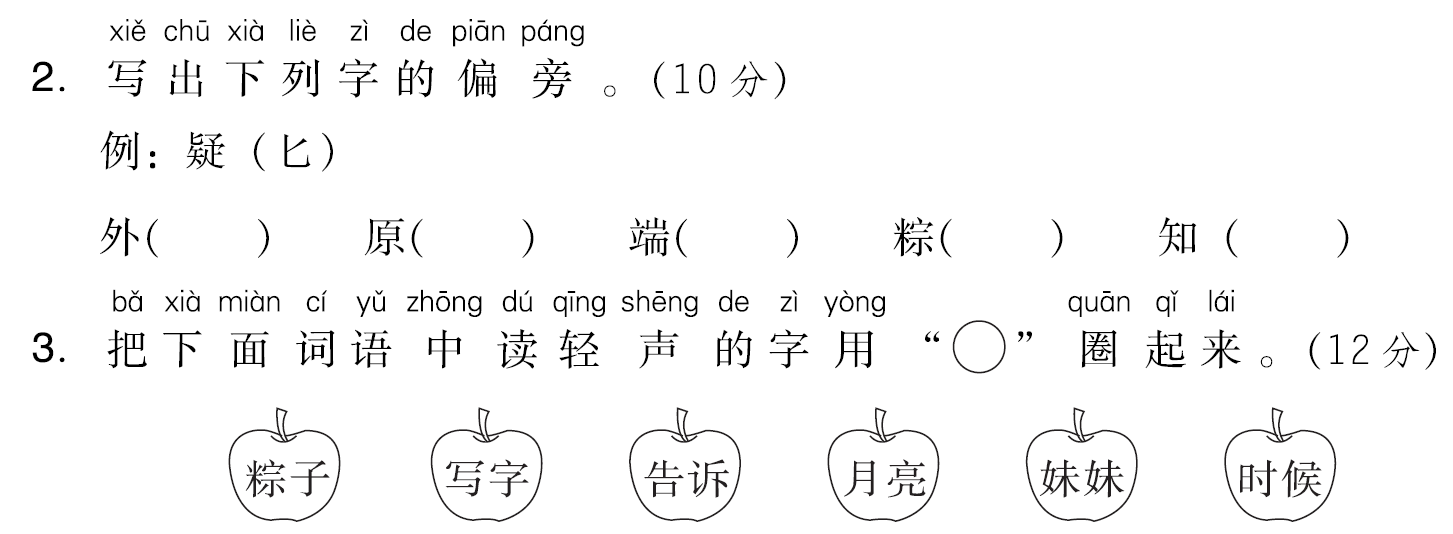 xiě chū xià liè zì de piān páng
2. 写出下列字的偏旁。(10分)
例：疑（匕）
外( ) 原( ) 端( ) 粽( ) 知( )
bǎ xià miàn cí yǔ zhōng dú qīng shēng de zì yòng quān qǐ lái
3. 把下面词语中读轻声的字用“○”圈起来。(12分)
粽子 写字 告诉 月亮 妹妹 时候